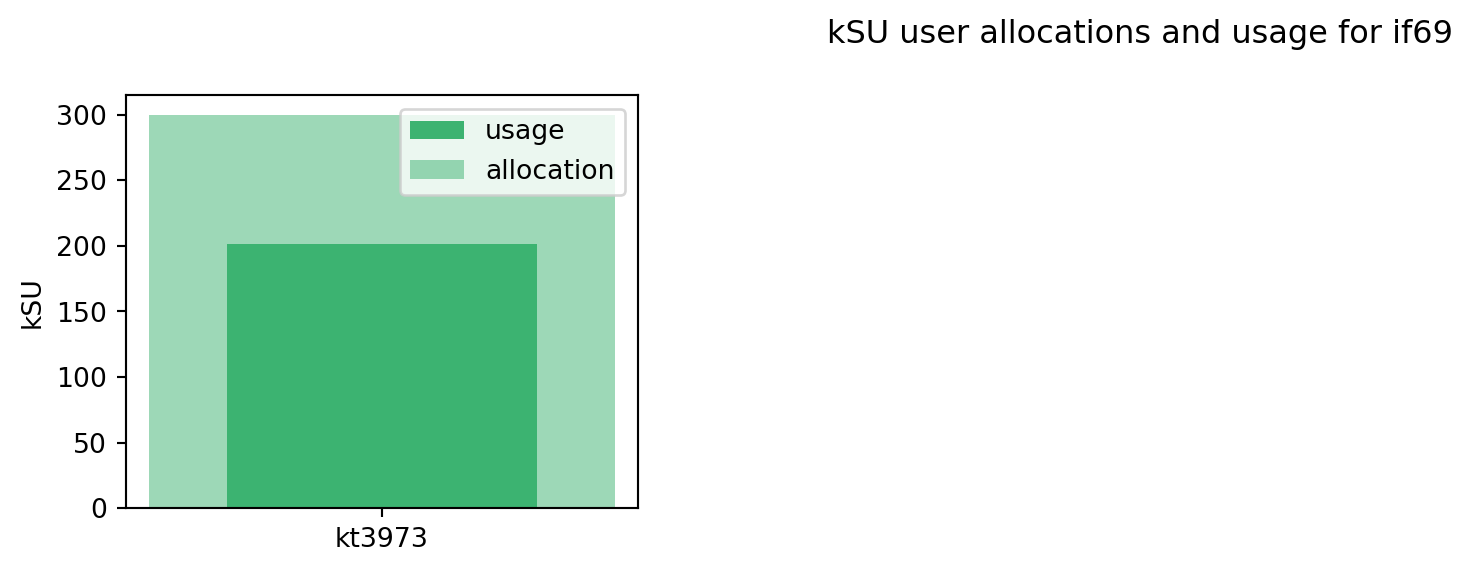 kSU user allocations and usage for if69
300
250
200
150
100
50
0
kSU
usage
allocation
kt3973